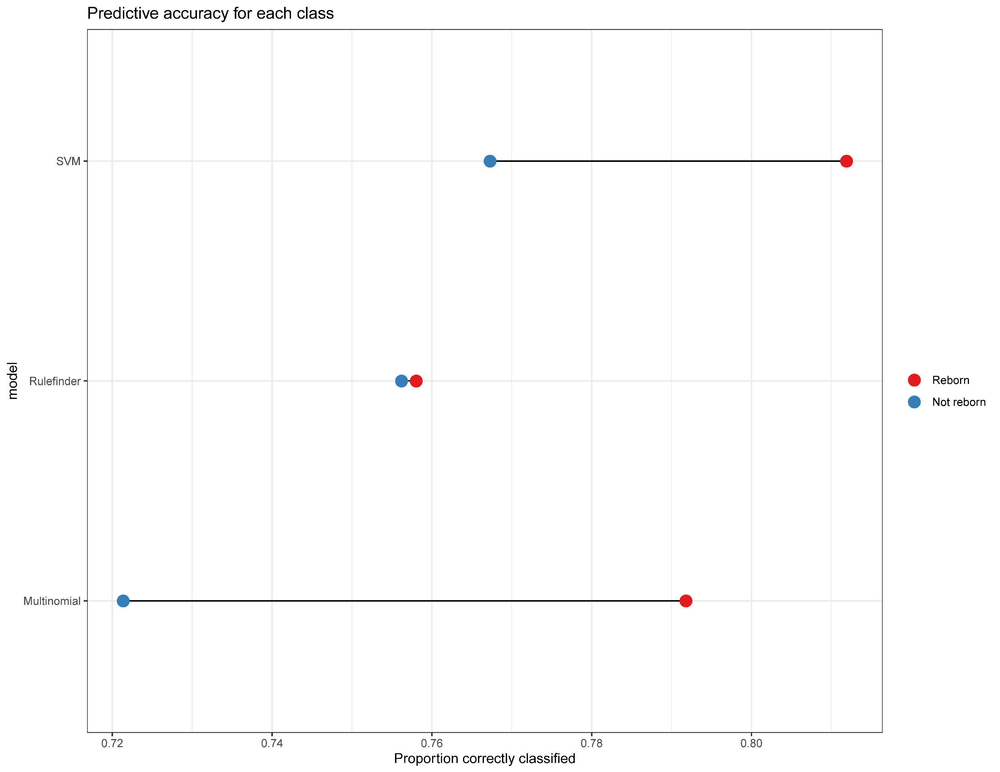 Predictive accuracy for each class
SVM
Rulefinder
Multinomial
model
0.72
0.74
0.76
0.78
0.80
Proportion correctly classified
Reborn
Not reborn